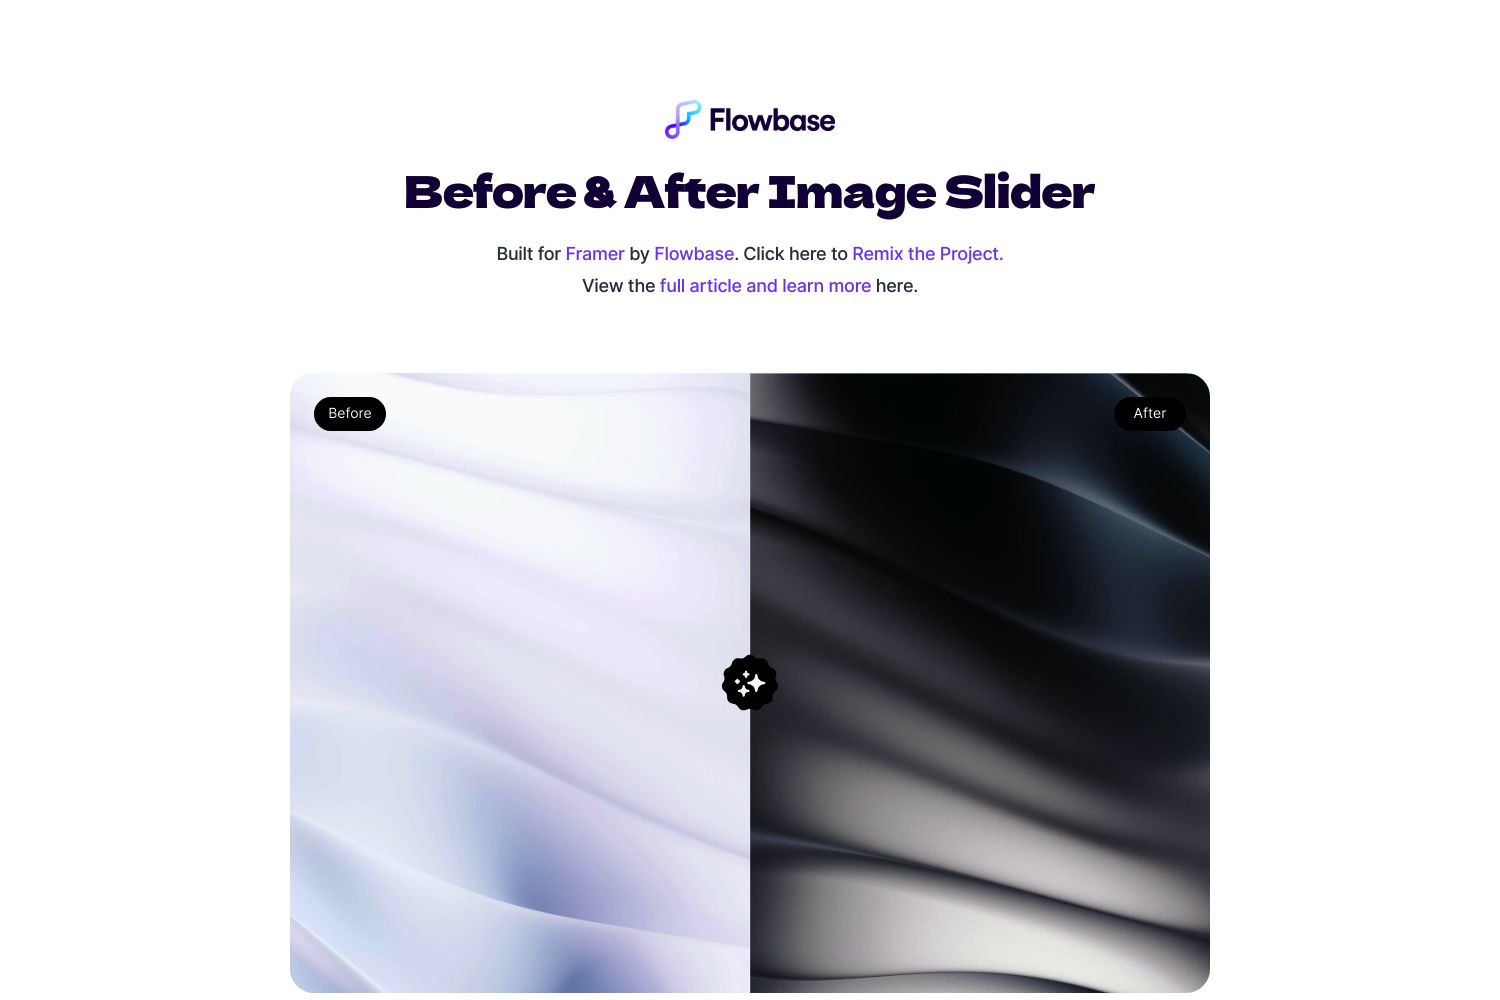 Flowbase
Before & After Image Slider
Built for Framer by Flowbase. Click here to Remix the Project.
View the full article and learn more here.
Before
After